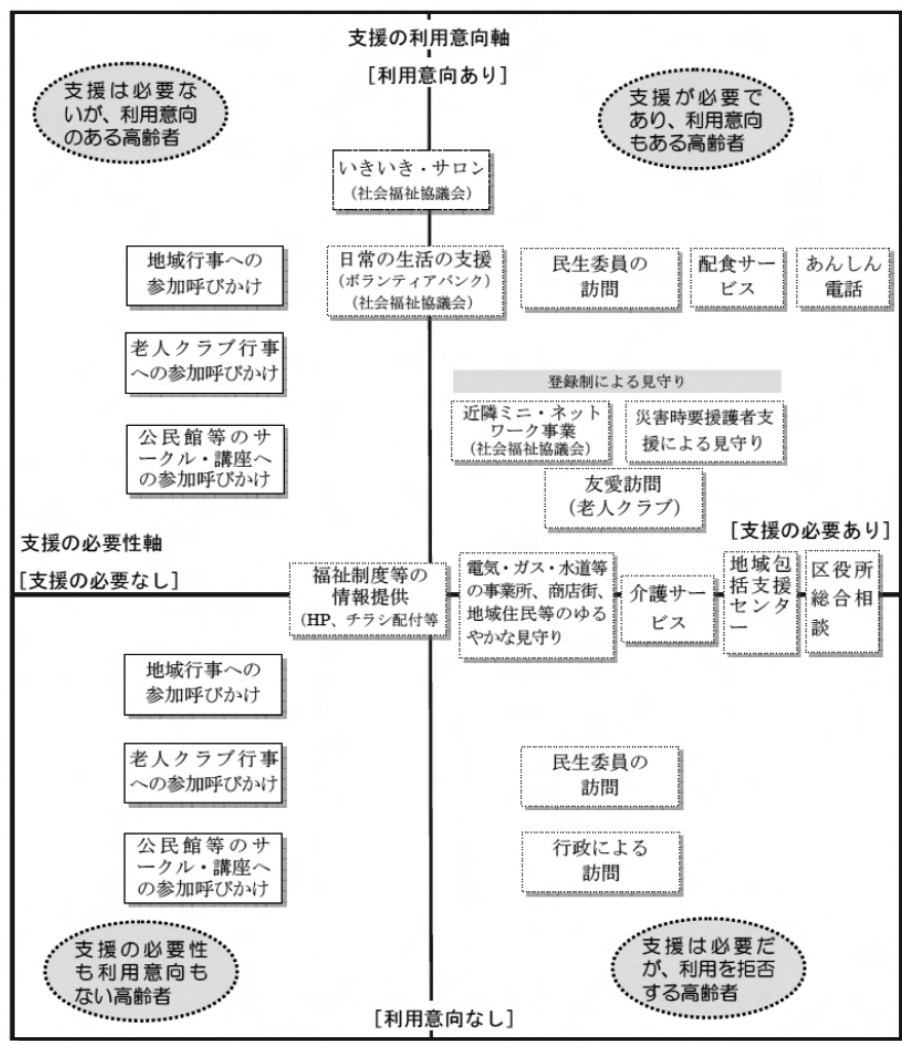 支援の利用意向軸
[利用意向あり]
支援は必要な
いが、利用意向
のある高齢者
支援が必要で
あり、利用意向
もある高齢者
いきいき・サロン
(社会福祉協議会)
地域行事への
参加呼びかけ
日常の生活の支援
(ボランティアバンク)
(社会福祉協議会)
民生委員の
訪問
配食サー
ビス
あんしん
電話
老人クラブ行事
への参加呼びかけ
登録制による見守り
近隣ミニ・ネット
ワーク事業
(社会福祉協議会)
災害時要援護者支
援による見守り
公民館等のサ
ークル・講座へ
の参加呼びかけ
友愛訪問
(老人クラブ)
支援の必要性軸
[支援の必要なし]
[支援の必要あり]
福祉制度等の
情報提供
(HP、チラシ配付等
電気・ガス・水道等
の事業所、商店街、
地域住民等のゆる
やかな見守り
介護サー
ビス
地域包
括支援
センタ
ー
区役所
総合相
談
地域行事への
参加呼びかけ
老人クラブ行事
への参加呼びかけ
民生委員の
訪問
公民館等のサ
ークル・講座へ
の参加呼びかけ
行政による
訪問
支援の必要性
も利用意向も
ない高齢者
支援は必要だ
が、利用を拒否
する高齢者
[利用意向なし]